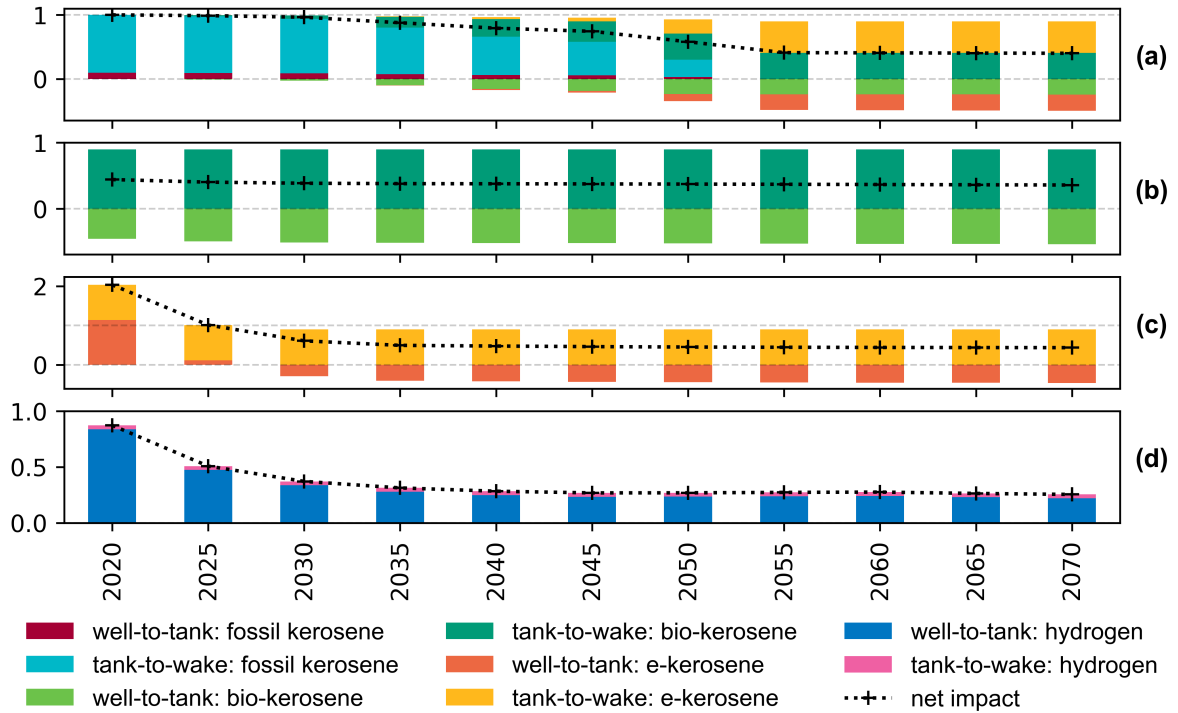 1
0
(a)
1
0
(b)
2
0
(c)
1.0
0.5
0.0
(d)
2020 2025 2030 2035 2040 2045 2050 2055 2060 2065 2070
well-to-tank: fossil kerosene
tank-to-wake: fossil kerosene
well-to-tank: bio-kerosene
tank-to-wake: bio-kerosene
well-to-tank: e-kerosene
tank-to-wake: e-kerosene
well-to-tank: hydrogen
tank-to-wake: hydrogen
net impact